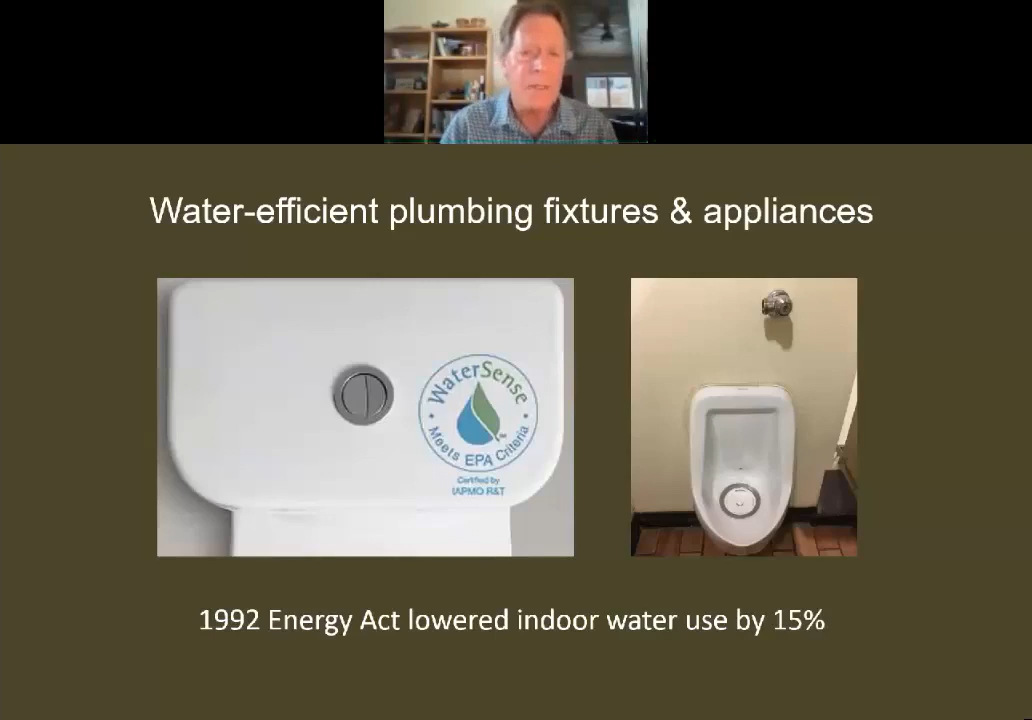 Water-efficient plumbing fixtures & appliances
WaterSense
Meets EPA Criteria
Certified by
IAPMO R&T
1992 Energy Act lowered indoor water use by 15%